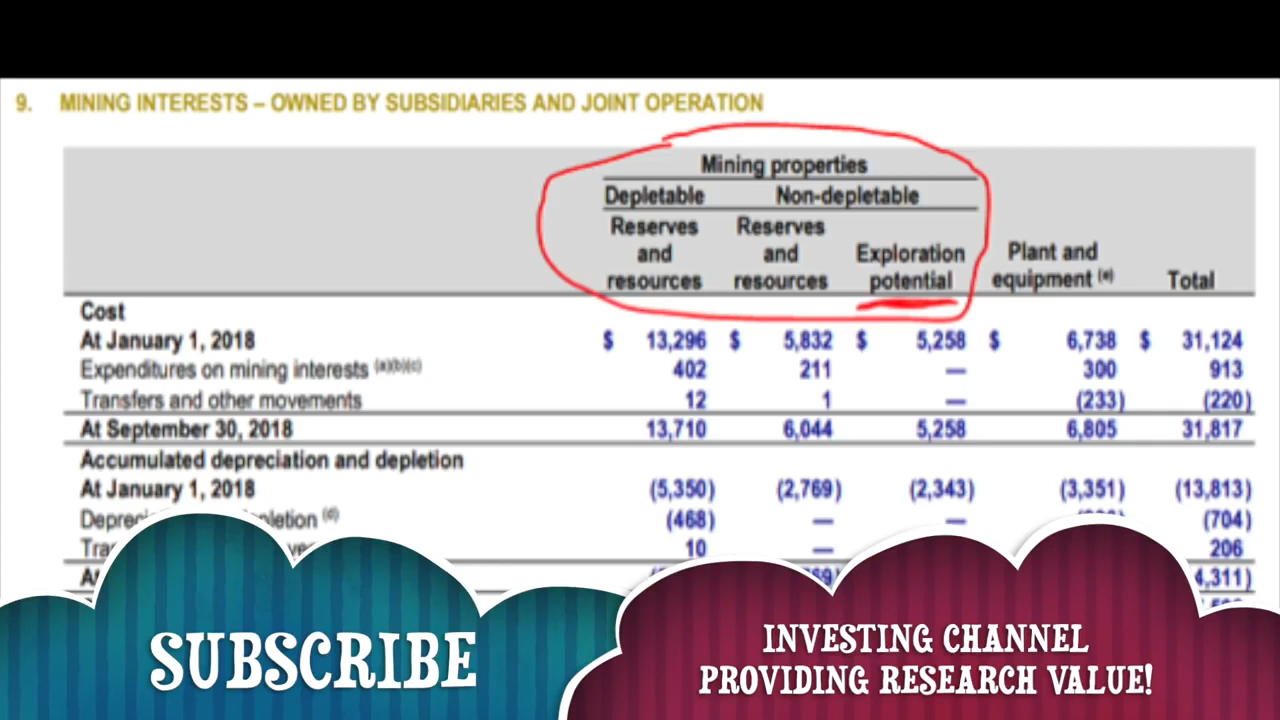 9. MINING INTERESTS – OWNED BY SUBSIDIARIES AND JOINT OPERATION
Mining properties
Depletable Non-depletable
Reserves Reserves
and and Exploration Plant and
resources resources potential equipment (e) Total
Cost
At January 1, 2018 $ 13,296 $ 5,832 $ 5,258 $ 6,738 $ 31,124
Expenditures on mining interests (a)(b)(c) 402 211 — 300 913
Transfers and other movements 12 1 — (233) (220)
At September 30, 2018 13,710 6,044 5,258 6,805 31,817
Accumulated depreciation and depletion
At January 1, 2018 (5,350) (2,769) (2,343) (3,351) (13,813)
(d) (468) — — (704)
10 — 206
SUBSCRIBE
INVESTING CHANNEL
PROVIDING RESEARCH VALUE!